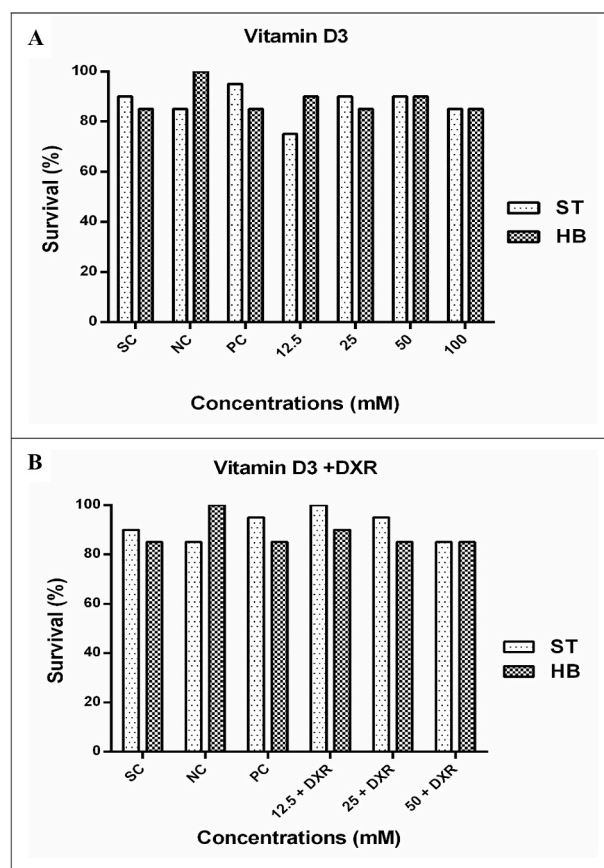 A
Vitamin D3
100
80
60
40
20
0
Survival (%)
SC
NC
PC
12.5
25
50
100
Concentrations (mM)
ST
HB
B
Vitamin D3 +DXR
100
80
60
40
20
0
Survival (%)
SC
NC
PC
12.5 + DXR
25 + DXR
50 + DXR
Concentrations (mM)
ST
HB